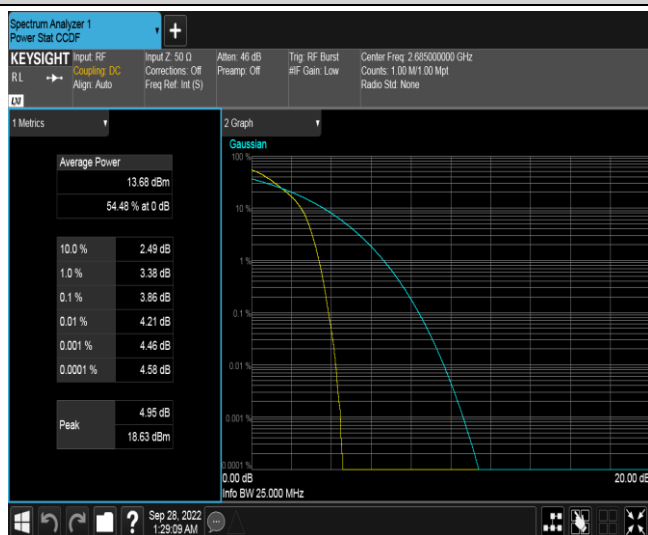 Spectrum Analyzer 1
Power Stat CCDF
+
KEYSIGHT
R L
LXI
Input: RF
Coupling: DC
Align: Auto
Input Z: 50 Ω
Corrections: Off
Freq Ref: Int (S)
Atten: 46 dB
Preamp: Off
Trig: RF Burst
#IF Gain: Low
Center Freq: 2.685000000 GHz
Counts: 1.00 M/1.00 Mpt
Radio Std: None
1 Metrics
Average Power
13.68 dBm
54.48 % at 0 dB
10.0 % 2.49 dB
1.0 % 3.38 dB
0.1 % 3.86 dB
0.01 % 4.21 dB
0.001 % 4.46 dB
0.0001 % 4.58 dB
Peak
4.95 dB
18.63 dBm
2 Graph
Gaussian
100 %
10 %
1 %
0.1 %
0.01 %
0.001 %
0.0001 %
0.00 dB 20.00 dB
Info BW 25.000 MHz
?
Sep 28, 2022
1:29:09 AM